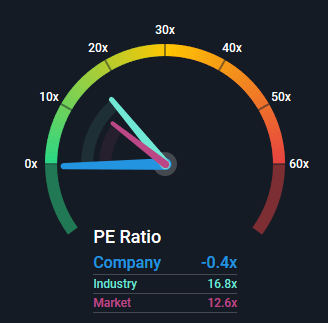 30x
20x
40x
10x
50x
0x
60x
PE Ratio
Company -0.4x
Industry 16.8x
Market 12.6x